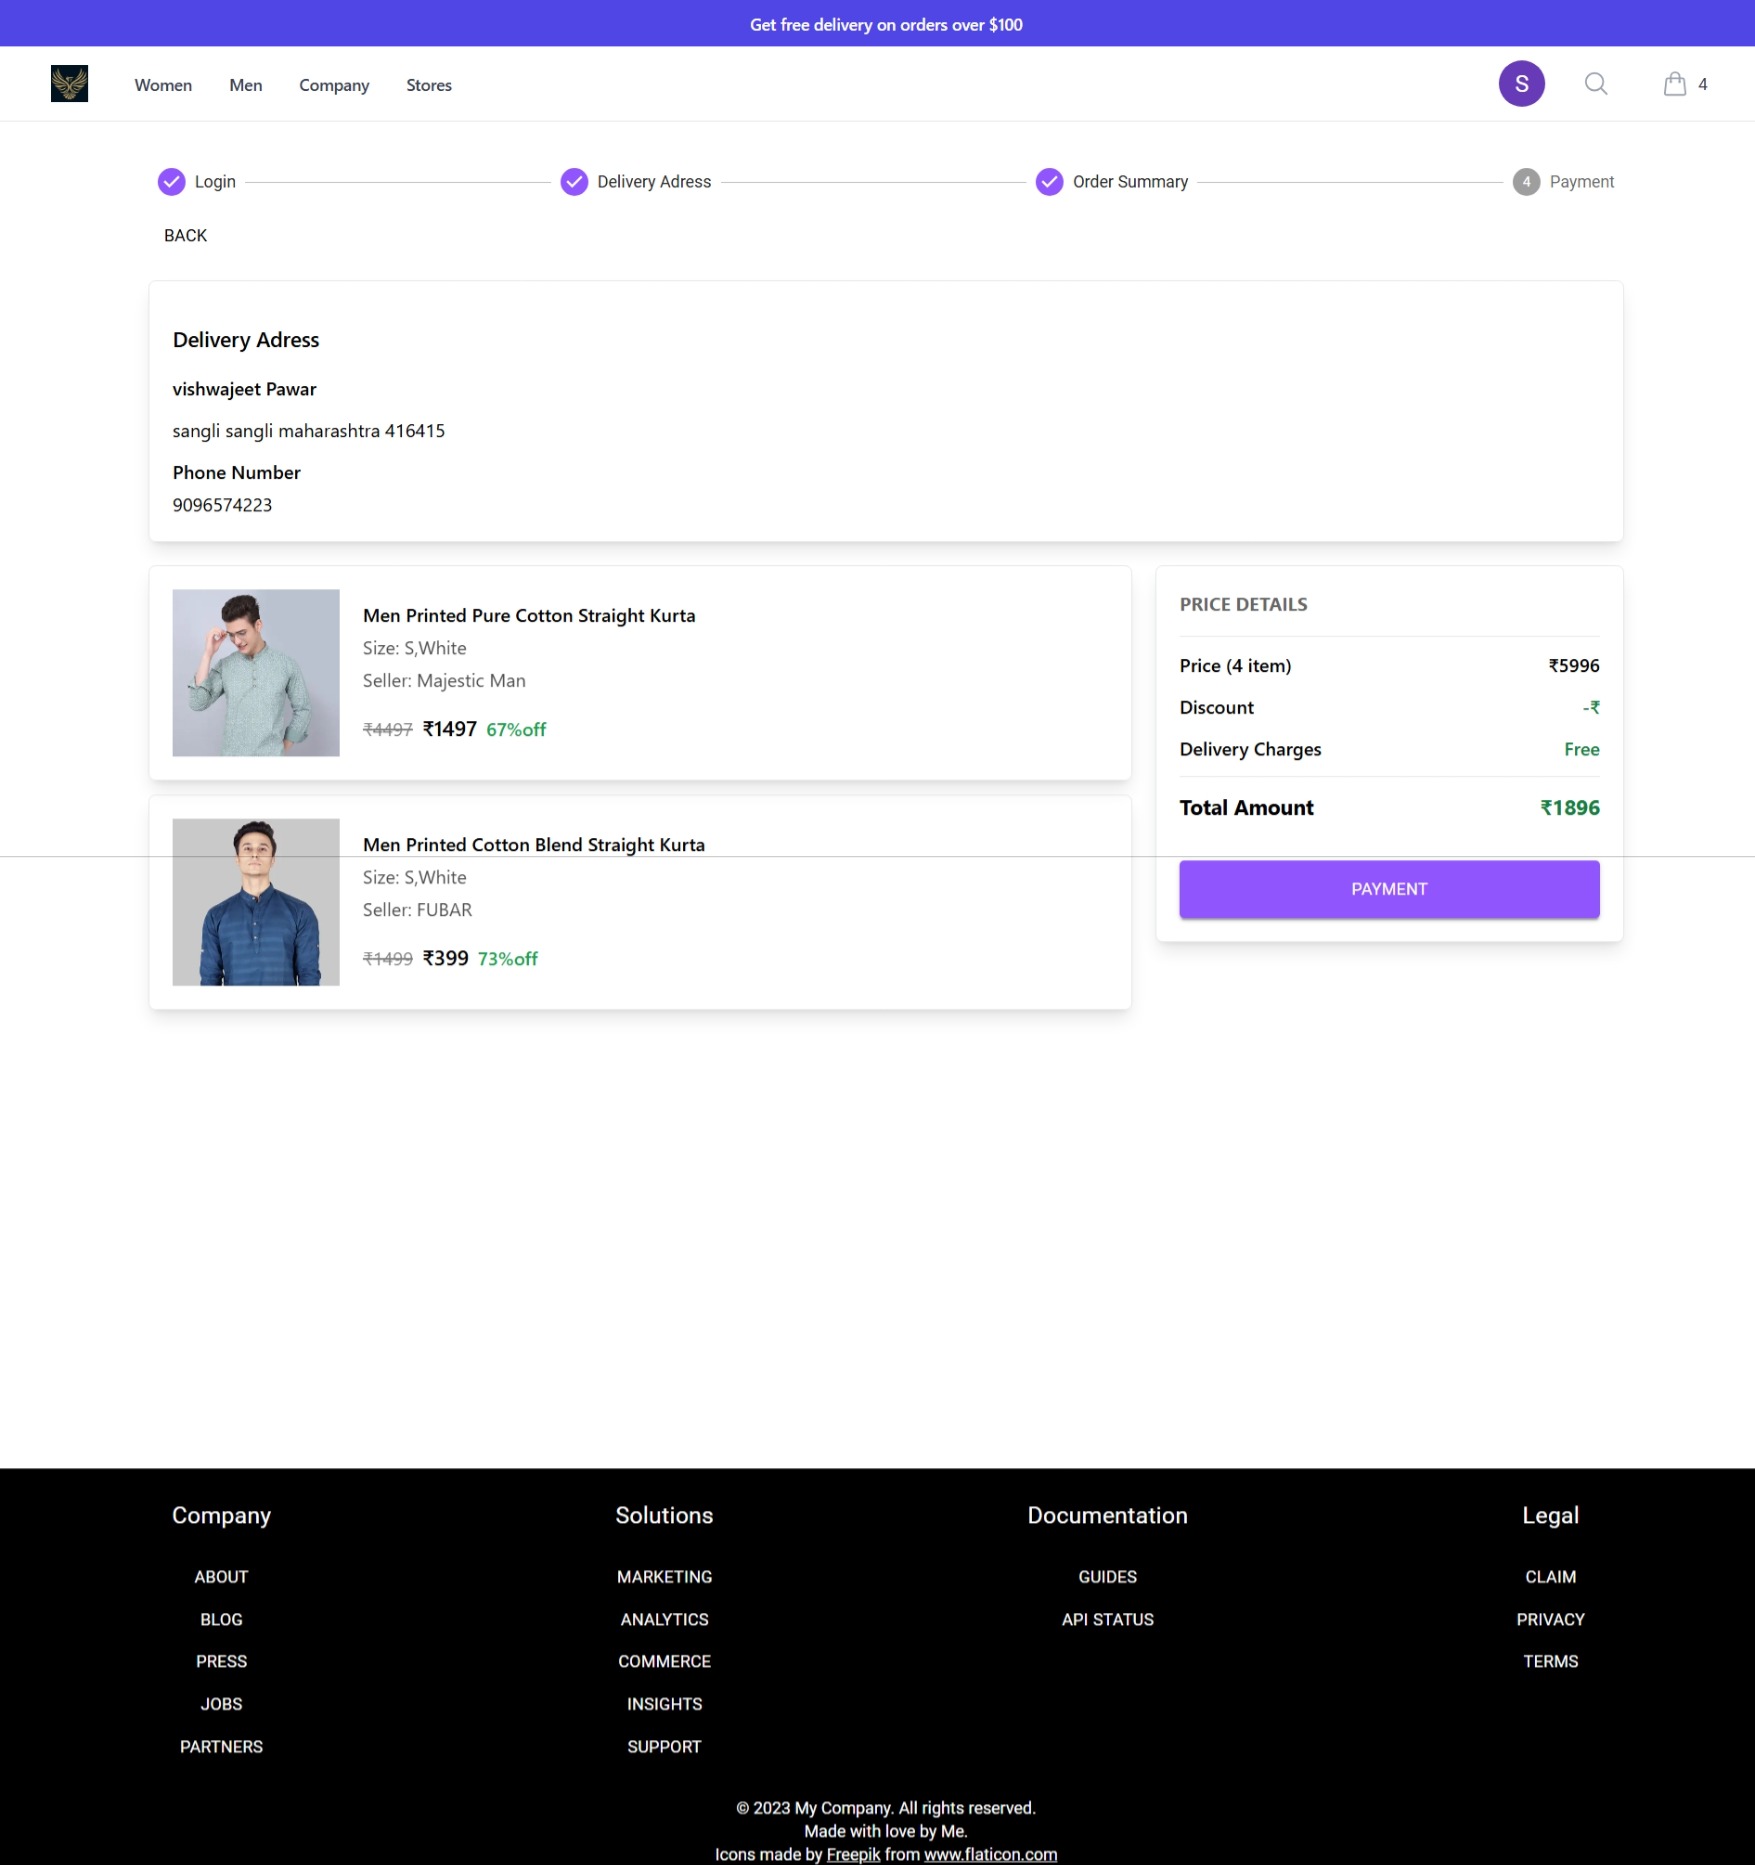 Get free delivery on orders over $100
Women Men Company Stores S 4
Login Delivery Adress Order Summary 4 Payment
BACK
Delivery Adress
vishwajeet Pawar
sangli sangli maharashtra 416415
Phone Number
9096574223
Men Printed Pure Cotton Straight Kurta
Size: S,White
Seller: Majestic Man
₹4497 ₹1497 67%off
Men Printed Cotton Blend Straight Kurta
Size: S,White
Seller: FUBAR
₹1499 ₹399 73%off
PRICE DETAILS
Price (4 item) ₹5996
Discount -₹
Delivery Charges Free
Total Amount ₹1896
PAYMENT
Company
ABOUT
BLOG
PRESS
JOBS
PARTNERS
Solutions
MARKETING
ANALYTICS
COMMERCE
INSIGHTS
SUPPORT
Documentation
GUIDES
API STATUS
Legal
CLAIM
PRIVACY
TERMS
© 2023 My Company. All rights reserved.
Made with love by Me.
Icons made by Freepik from www.flaticon.com